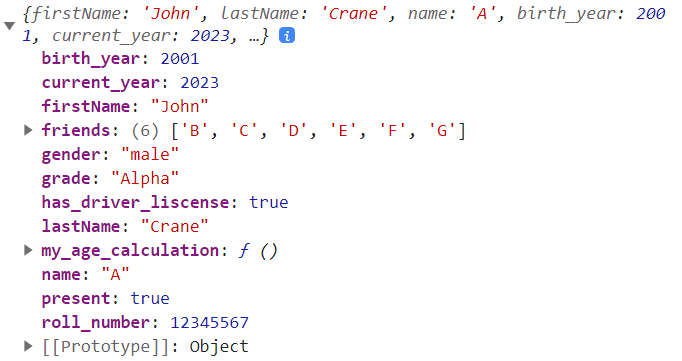 {firstName: 'John', lastName: 'Crane', name: 'A', birth_year: 200
1, current_year: 2023, …} i
birth_year: 2001
current_year: 2023
firstName: "John"
friends: (6) ['B', 'C', 'D', 'E', 'F', 'G']
gender: "male"
grade: "Alpha"
has_driver_liscense: true
lastName: "Crane"
my_age_calculation: ƒ ()
name: "A"
present: true
roll_number: 12345567
[[Prototype]]: Object